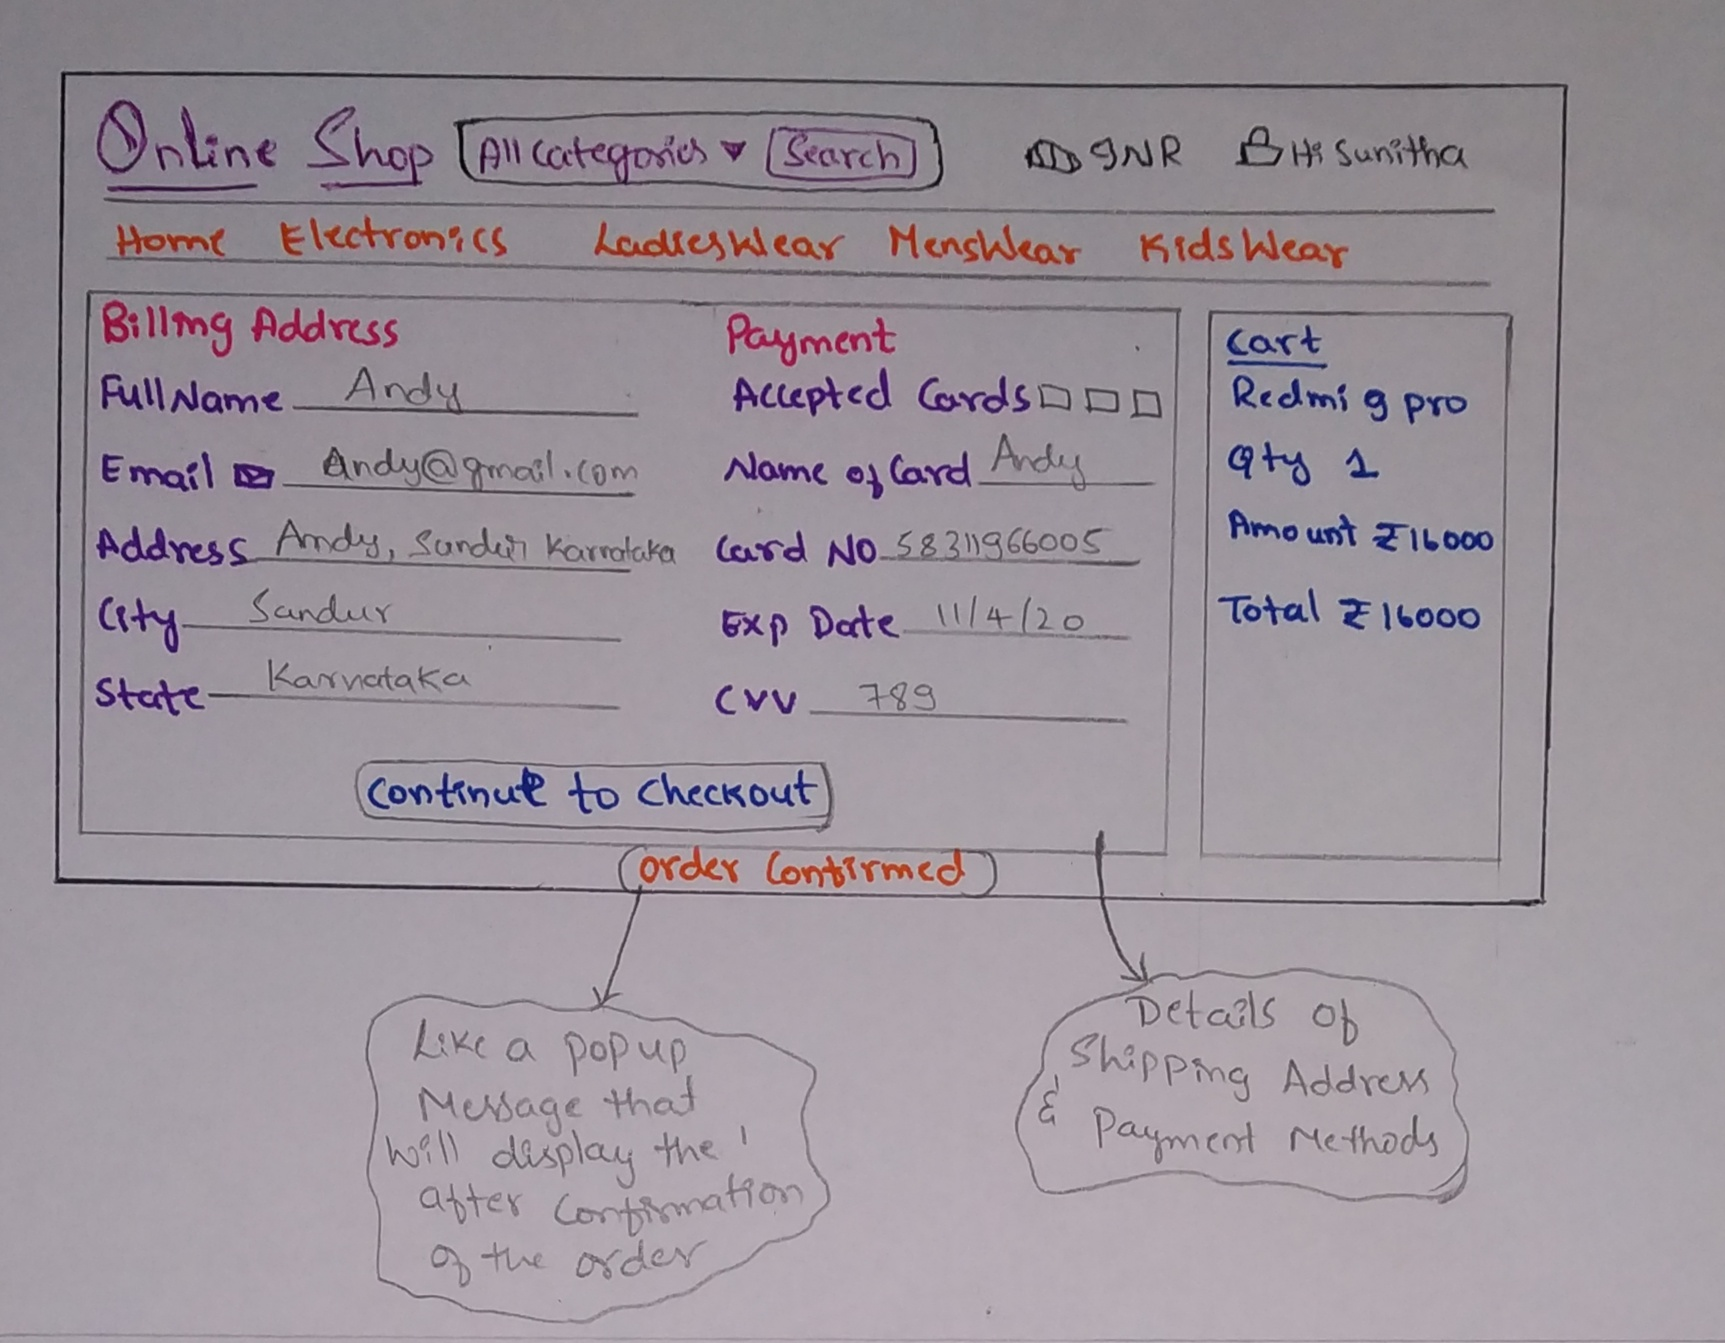 Online Shop All Categories Search INR Hi Sunitha
Home Electronics LadiesWear MensWear KidsWear
Billing Address
FullName Andy
Email Andy@gmail.com
Address Andy, Sandur Karnataka
City Sandur
State Karnataka
Payment
Accepted Cards
Name of Card Andy
Card NO 58311966005
Exp Date 11/4/20
CVV 789
Continue to Checkout
Cart
Redmi 9 pro
Qty 1
Amount ₹16000
Total ₹16000
Order Confirmed
Like a popup
Message that
will display the
after Confirmation
of the order
Details of
Shipping Address
& Payment Methods